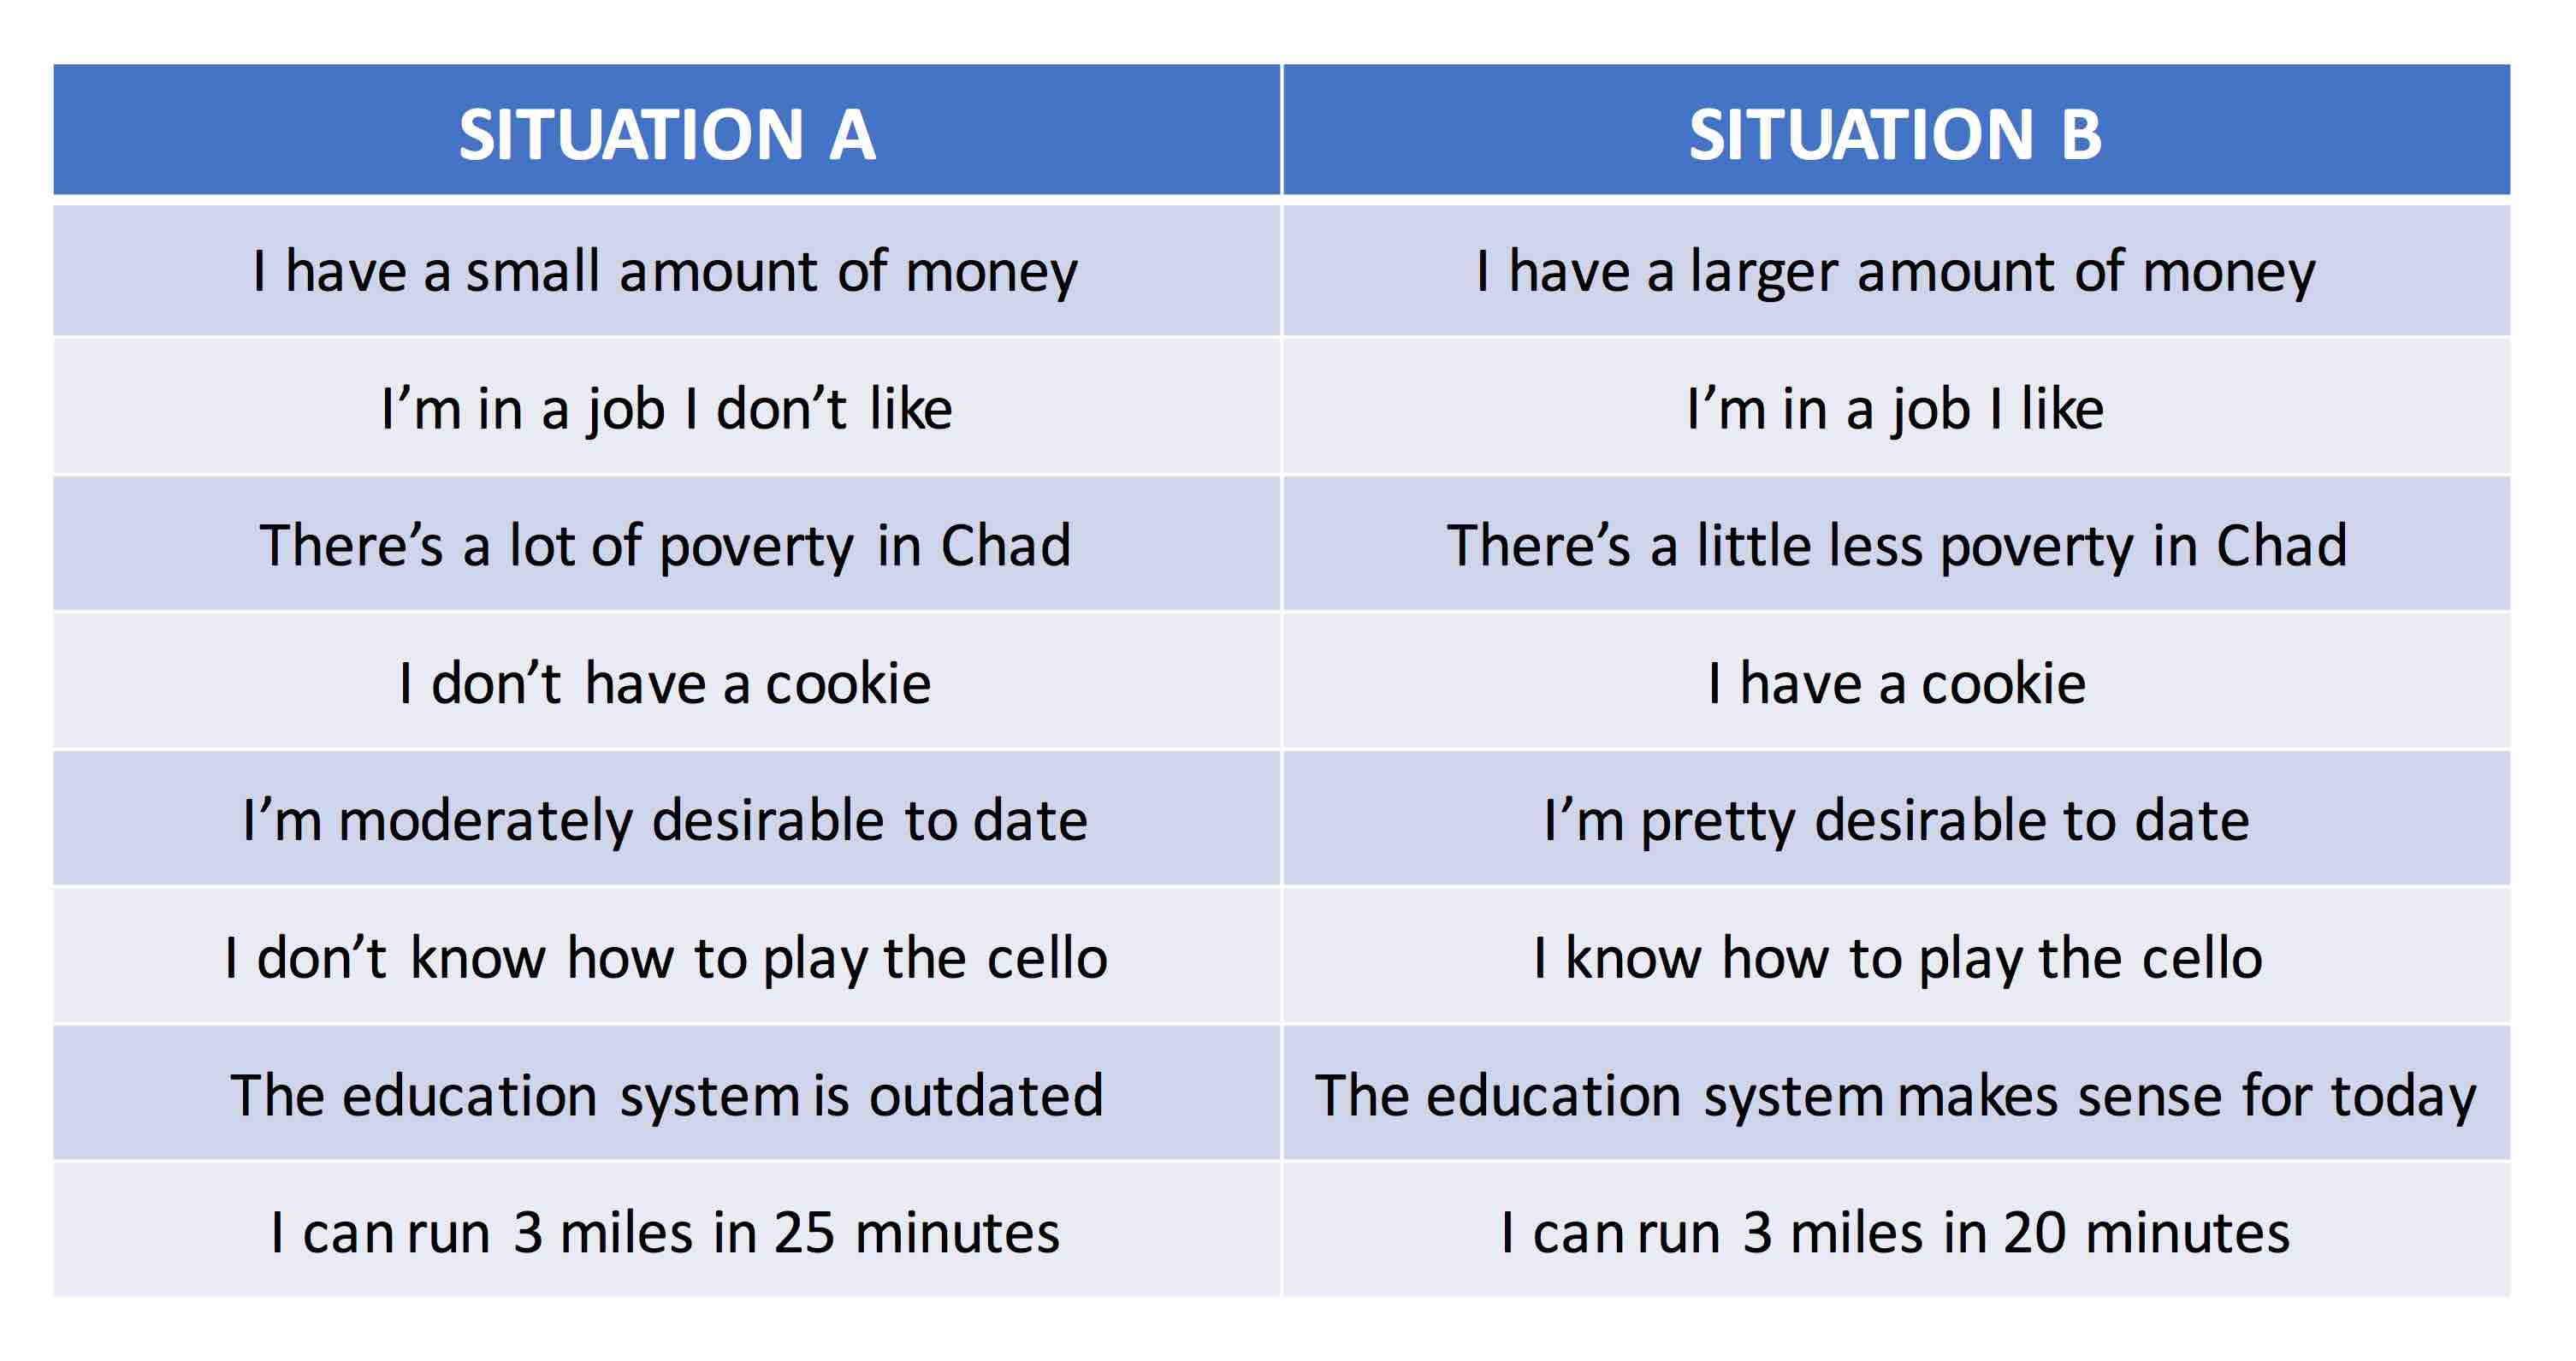 SITUATION A SITUATION B
I have a small amount of money I have a larger amount of money
I’m in a job I don’t like I’m in a job I like
There’s a lot of poverty in Chad There’s a little less poverty in Chad
I don’t have a cookie I have a cookie
I’m moderately desirable to date I’m pretty desirable to date
I don’t know how to play the cello I know how to play the cello
The education system is outdated The education system makes sense for today
I can run 3 miles in 25 minutes I can run 3 miles in 20 minutes